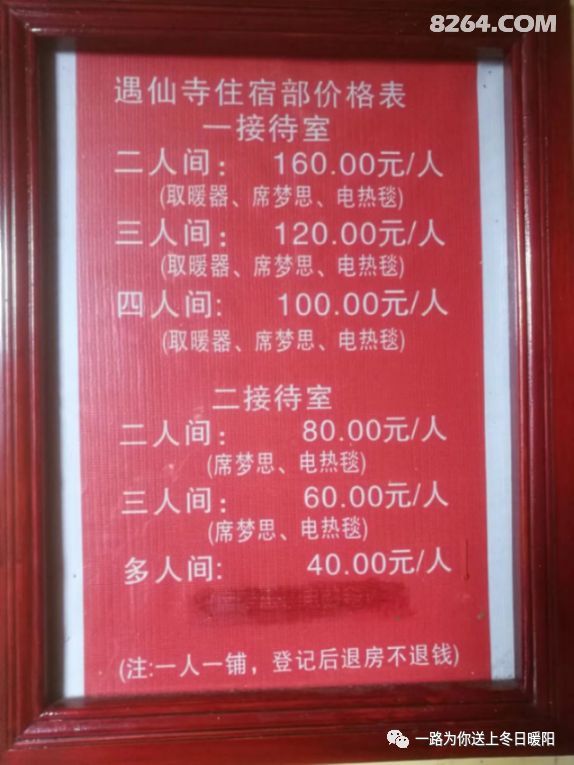 8264.COM
遇仙寺住宿部价格表
一接待室
二人间： 160.00元/人
(取暖器、席梦思、电热毯)
三人间： 120.00元/人
(取暖器、席梦思、电热毯)
四人间: 100.00元/人
(取暖器、席梦思、电热毯)
二接待室
二人间： 80.00元/人
(席梦思、电热毯)
三人间： 60.00元/人
(席梦思、电热毯)
多人间: 40.00元/人
(注:一人一铺，登记后退房不退钱)
一路为你送上冬日暖阳